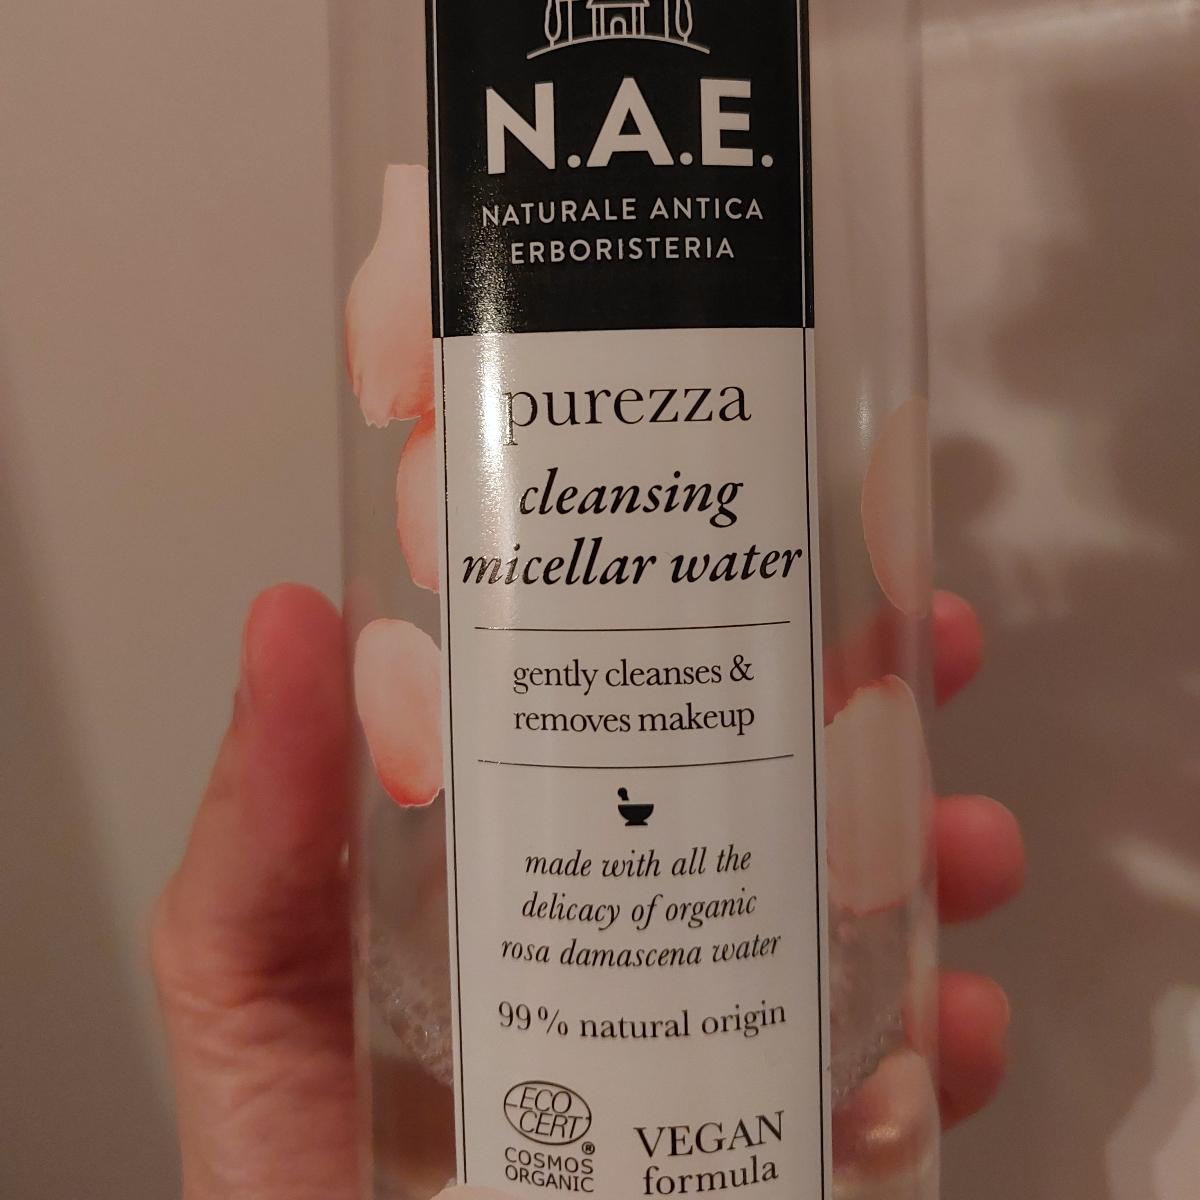 N.A.E.
NATURALE ANTICA
ERBORISTERIA
purezza
cleansing
micellar water
gently cleanses &
removes makeup
made with all the
delicacy of organic
rosa damascena water
99% natural origin
ECO
CERT®
COSMOS
ORGANIC
VEGAN
formula